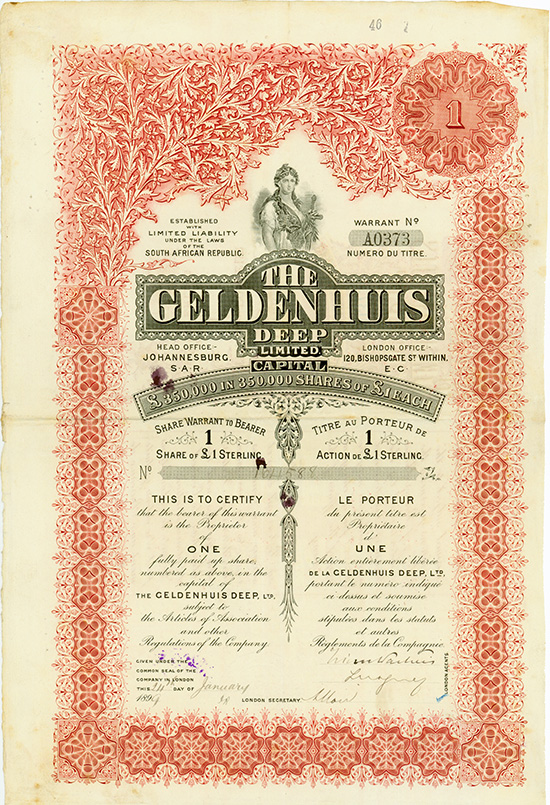 46
1
ESTABLISHED
WITH
LIMITED LIABILITY
UNDER THE LAWS
OF THE
SOUTH AFRICAN REPUBLIC.
WARRANT Nº
A0373
NUMERO DU TITRE.
THE
GELDENHUIS
DEEP
LIMITED.
HEAD OFFICE-
JOHANNESBURG.
S·A·R
LONDON OFFICE-
120, BISHOPSGATE ST WITHIN,
E·C·
CAPITAL
£350,000 IN 350,000 SHARES OF £1 EACH
SHARE WARRANT TO BEARER
1
SHARE OF £1 STERLING.
TITRE AU PORTEUR DE
1
ACTION DE £1 STERLING.
Nº
THIS IS TO CERTIFY
that the bearer of this warrant
is the Proprietor
of
ONE
fully paid up share,
numbered as above, in the
capital of
THE GELDENHUIS DEEP, LTD.
subject to
the Articles of Association
and other
Regulations of the Company.
LE PORTEUR
du présent titre est
Propriétaire
d'
UNE
Action entièrement libérée
DE LA GELDENHUIS DEEP, LTD.
portant le numéro indiqué
ci-dessus et soumise
aux conditions
stipulées dans les statuts
et autres
Règlements de la Compagnie.
GIVEN UNDER THE
COMMON SEAL OF THE
COMPANY IN LONDON
THIS DAY OF January
189
LONDON SECRETARY
LONDON AGENTS.